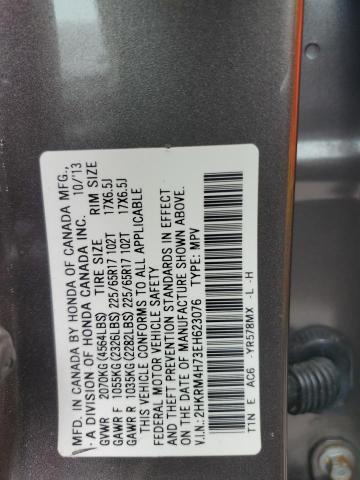 MFD. IN CANADA BY HONDA OF CANADA MFG.,
- A DIVISION OF HONDA CANADA INC. 10/'13
TIRE SIZE RIM SIZE
GVWR 2070KG(4564LBS)
GAWR F 1055KG(2326LBS) 225/65R17 102T 17X6.5J
GAWR R 1035KG(2282LBS) 225/65R17 102T 17X6.5J
THIS VEHICLE CONFORMS TO ALL APPLICABLE
FEDERAL MOTOR VEHICLE SAFETY
AND THEFT PREVENTION STANDARDS IN EFFECT
ON THE DATE OF MANUFACTURE SHOWN ABOVE.
V.I.N.: 2HKRM4H73EH623076 TYPE: MPV
T1N E AC6 -YR578MX -L -H